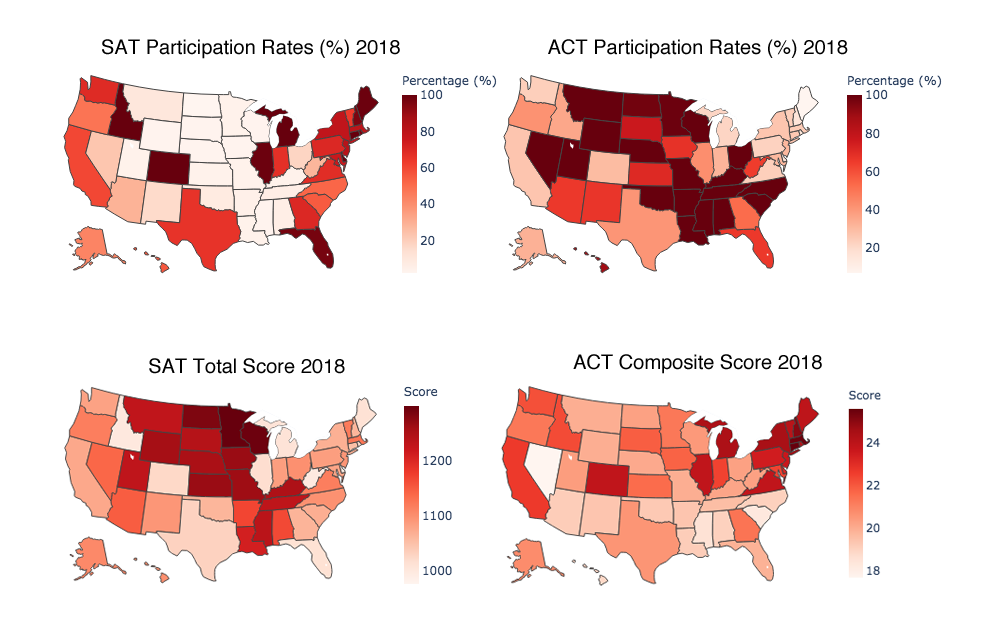 SAT Participation Rates (%) 2018
Percentage (%)
100
80
60
40
20
ACT Participation Rates (%) 2018
Percentage (%)
100
80
60
40
20
SAT Total Score 2018
Score
1200
1100
1000
ACT Composite Score 2018
Score
24
22
20
18